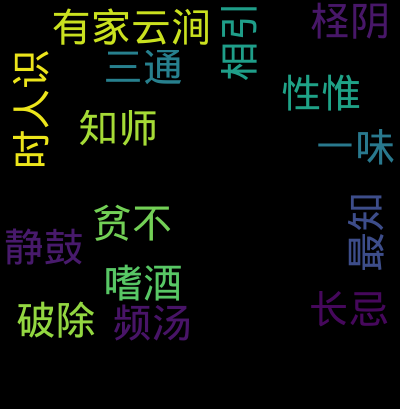 有家云涧
相引
柽阴
时人识
三通
性惟
知师
一味
贫不
最知
静鼓
嗜酒
破除
频汤
长忌